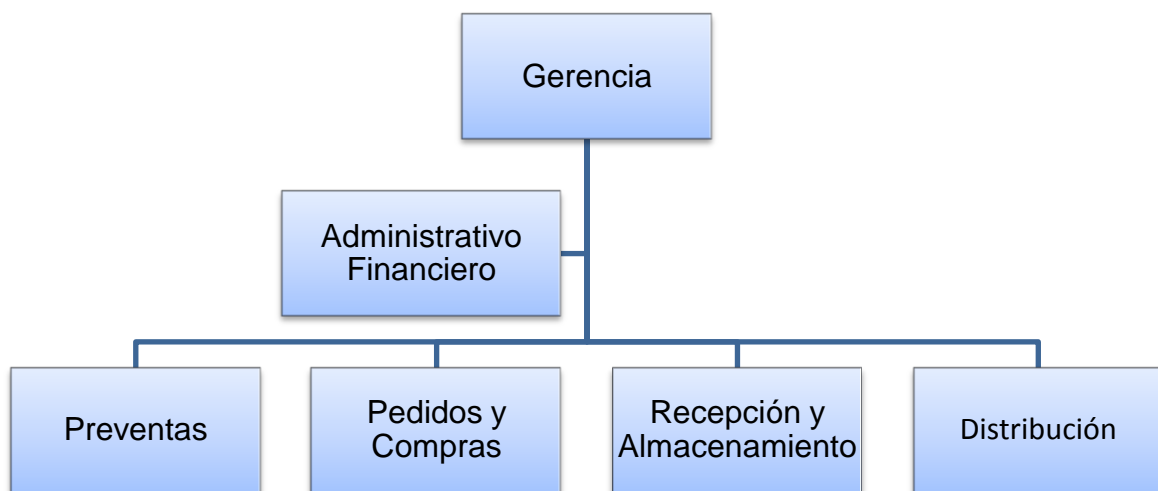 Gerencia
Administrativo
Financiero
Preventas
Pedidos y
Compras
Recepción y
Almacenamiento
Distribución